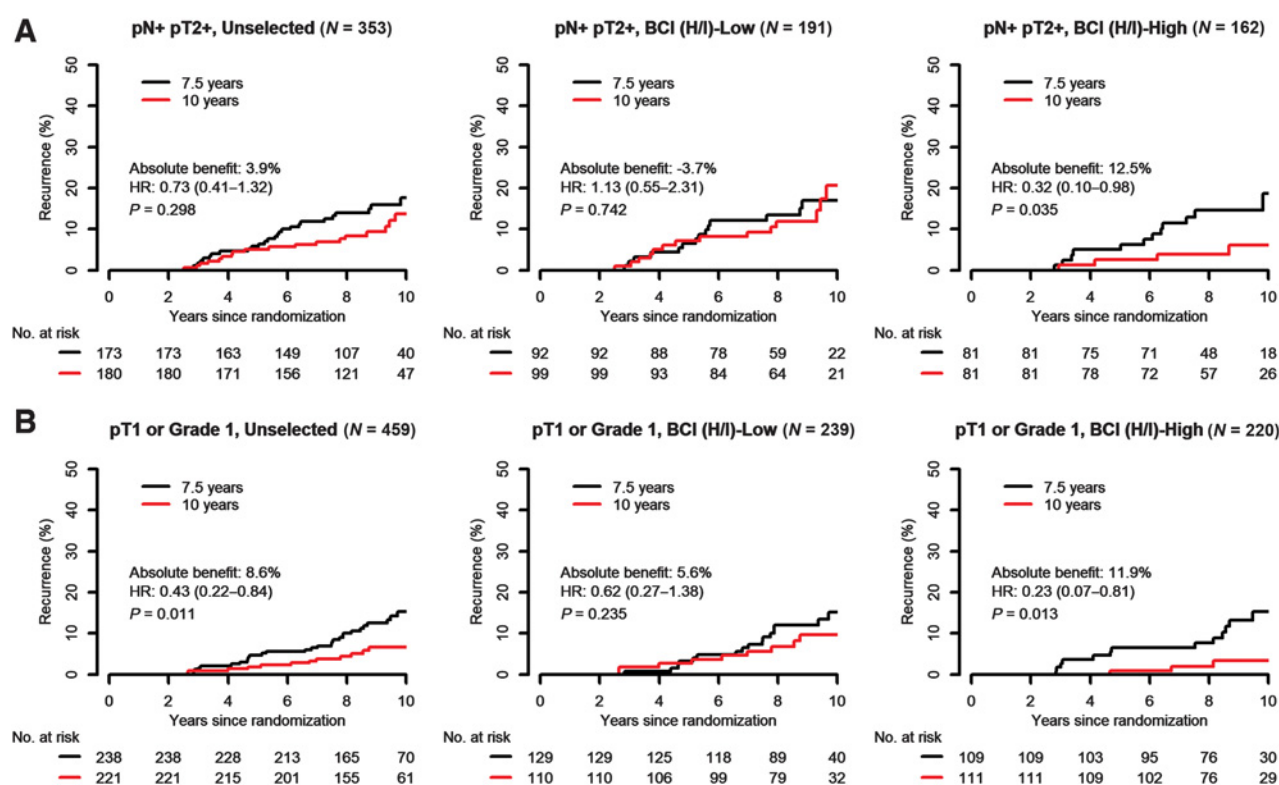 A
pN+ pT2+, Unselected (N = 353)
50
40
30
20
10
0
Recurrence (%)
7.5 years
10 years
Absolute benefit: 3.9%
HR: 0.73 (0.41–1.32)
P = 0.298
0 2 4 6 8 10
Years since randomization
No. at risk
173 173 163 149 107 40
180 180 171 156 121 47
pN+ pT2+, BCI (H/I)-Low (N = 191)
50
40
30
20
10
0
Recurrence (%)
7.5 years
10 years
Absolute benefit: -3.7%
HR: 1.13 (0.55–2.31)
P = 0.742
0 2 4 6 8 10
Years since randomization
No. at risk
92 92 88 78 59 22
99 99 93 84 64 21
pN+ pT2+, BCI (H/I)-High (N = 162)
50
40
30
20
10
0
Recurrence (%)
7.5 years
10 years
Absolute benefit: 12.5%
HR: 0.32 (0.10–0.98)
P = 0.035
0 2 4 6 8 10
Years since randomization
No. at risk
81 81 75 71 48 18
81 81 78 72 57 26
B
pT1 or Grade 1, Unselected (N = 459)
50
40
30
20
10
0
Recurrence (%)
7.5 years
10 years
Absolute benefit: 8.6%
HR: 0.43 (0.22–0.84)
P = 0.011
0 2 4 6 8 10
Years since randomization
No. at risk
238 238 228 213 165 70
221 221 215 201 155 61
pT1 or Grade 1, BCI (H/I)-Low (N = 239)
50
40
30
20
10
0
Recurrence (%)
7.5 years
10 years
Absolute benefit: 5.6%
HR: 0.62 (0.27–1.38)
P = 0.235
0 2 4 6 8 10
Years since randomization
No. at risk
129 129 125 118 89 40
110 110 106 99 79 32
pT1 or Grade 1, BCI (H/I)-High (N = 220)
50
40
30
20
10
0
Recurrence (%)
7.5 years
10 years
Absolute benefit: 11.9%
HR: 0.23 (0.07–0.81)
P = 0.013
0 2 4 6 8 10
Years since randomization
No. at risk
109 109 103 95 76 30
111 111 109 102 76 29